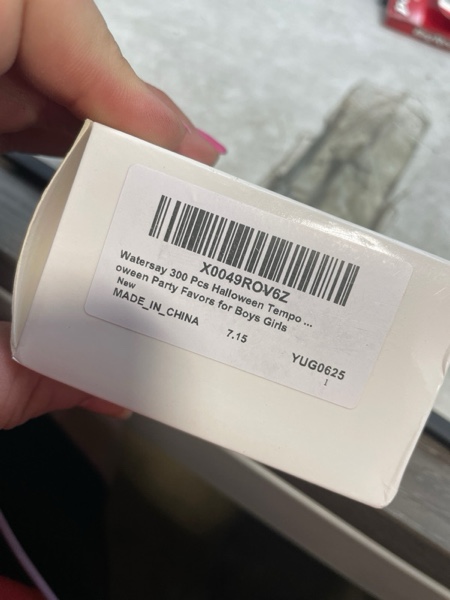 X0049ROV6Z
Watersay 300 Pcs Halloween Tempo ...
oween Party Favors for Boys Girls
New
MADE_IN_CHINA
7.15
YUG0625
1